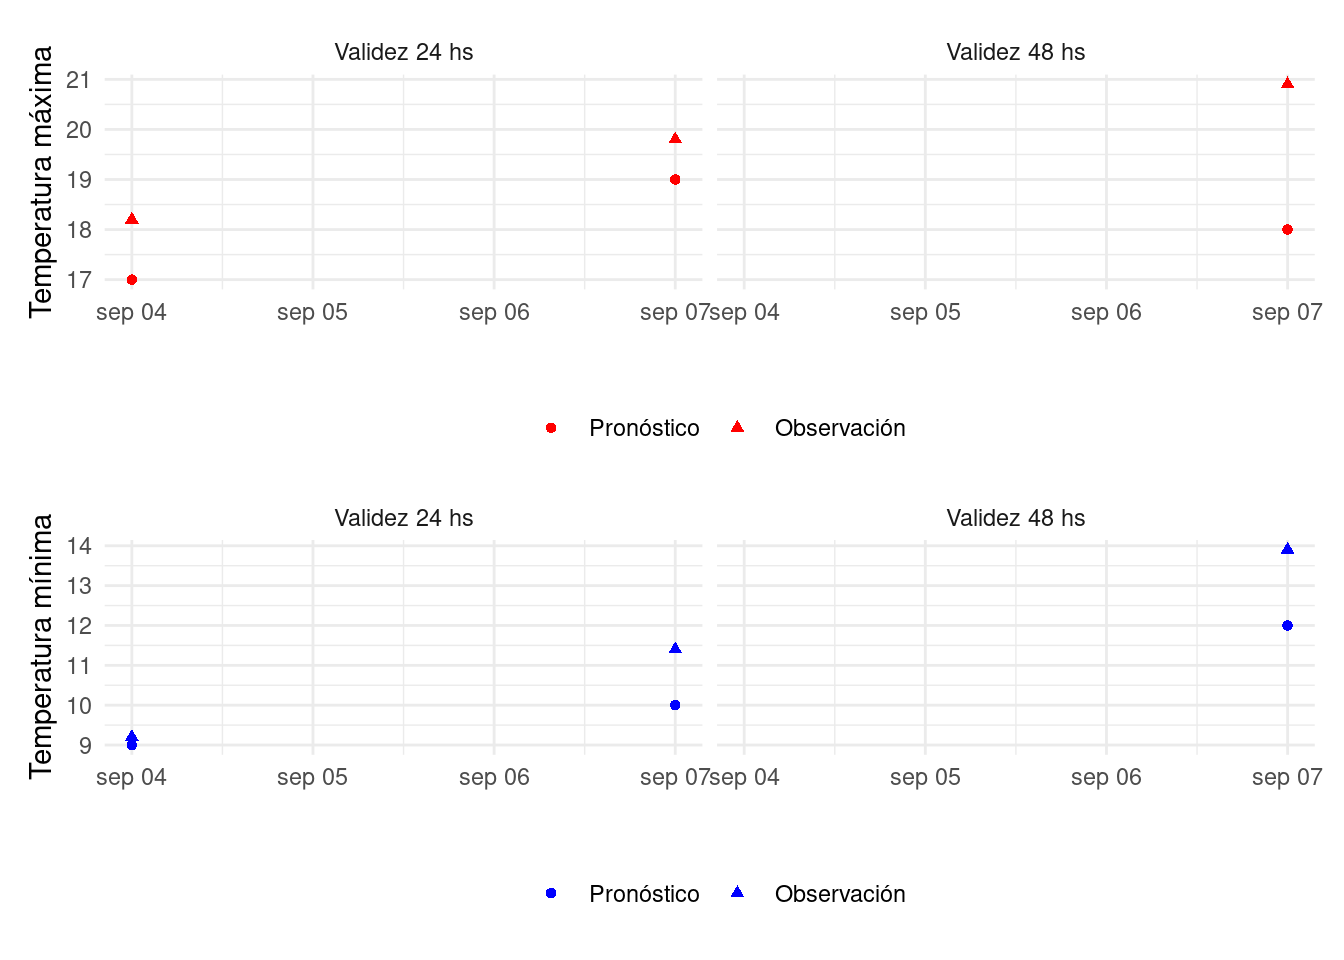 Validez 24 hs Validez 48 hs
Temperatura máxima
21
20
19
18
17
sep 04 sep 05 sep 06 sep 07 sep 04 sep 05 sep 06 sep 07
Pronóstico Observación
Validez 24 hs Validez 48 hs
Temperatura mínima
14
13
12
11
10
9
sep 04 sep 05 sep 06 sep 07 sep 04 sep 05 sep 06 sep 07
Pronóstico Observación